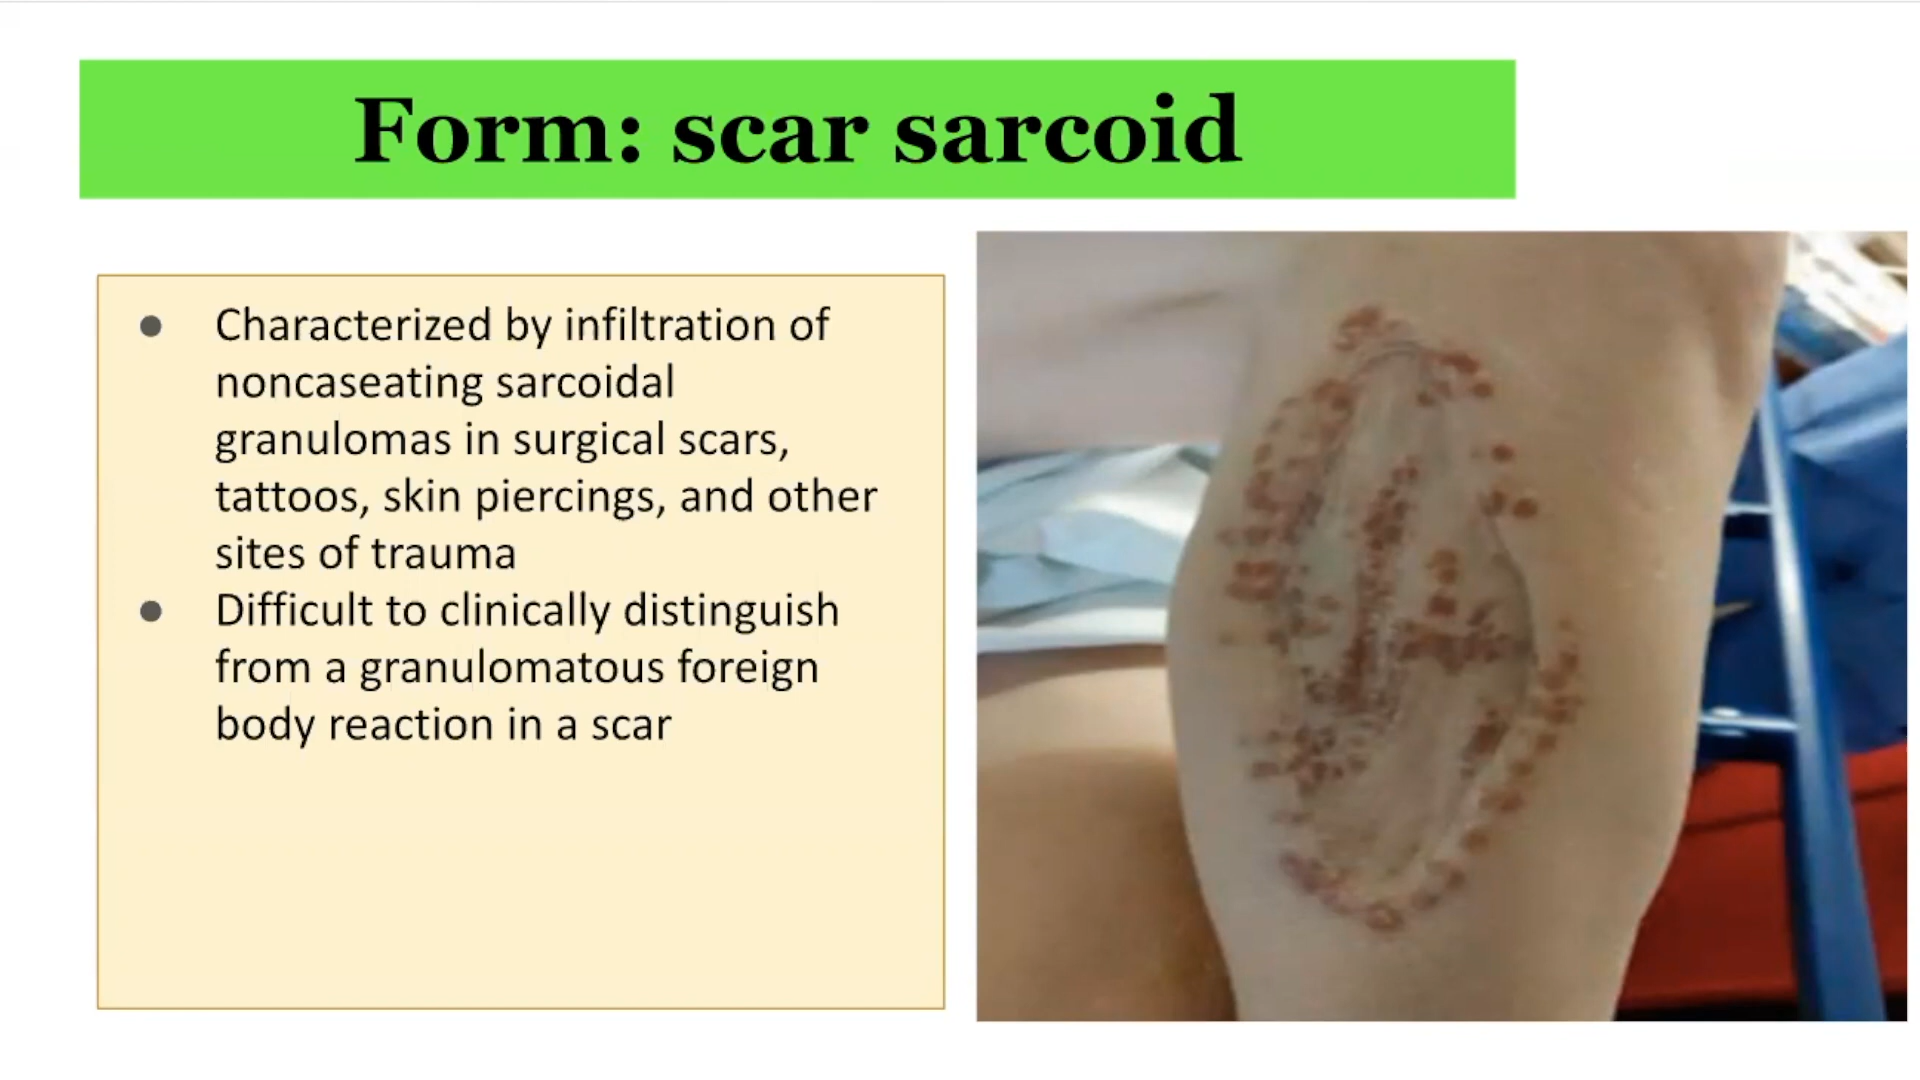 Form: scar sarcoid
● Characterized by infiltration of
noncaseating sarcoidal
granulomas in surgical scars,
tattoos, skin piercings, and other
sites of trauma
● Difficult to clinically distinguish
from a granulomatous foreign
body reaction in a scar